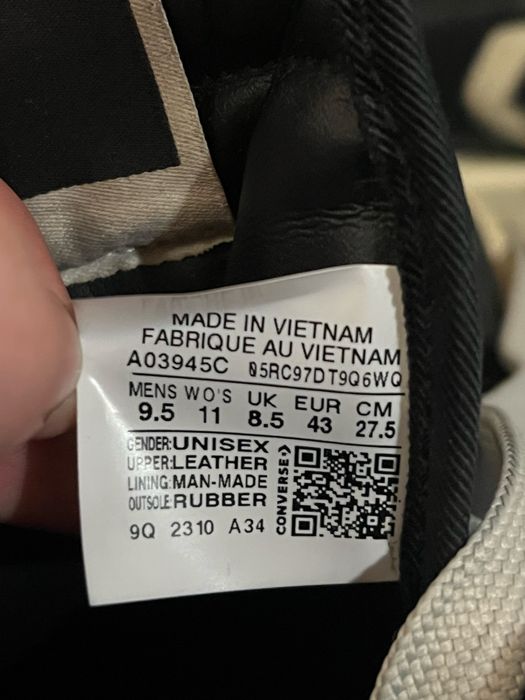 MADE IN VIETNAM
FABRIQUE AU VIETNAM
A03945C 05RC97DT9Q6WQ
MENS WO'S UK EUR CM
9.5 11 8.5 43 27.5
GENDER:UNISEX
UPPER:LEATHER
LINING:MAN-MADE
OUTSOLE:RUBBER
CONVERSE
9Q 2310 A34